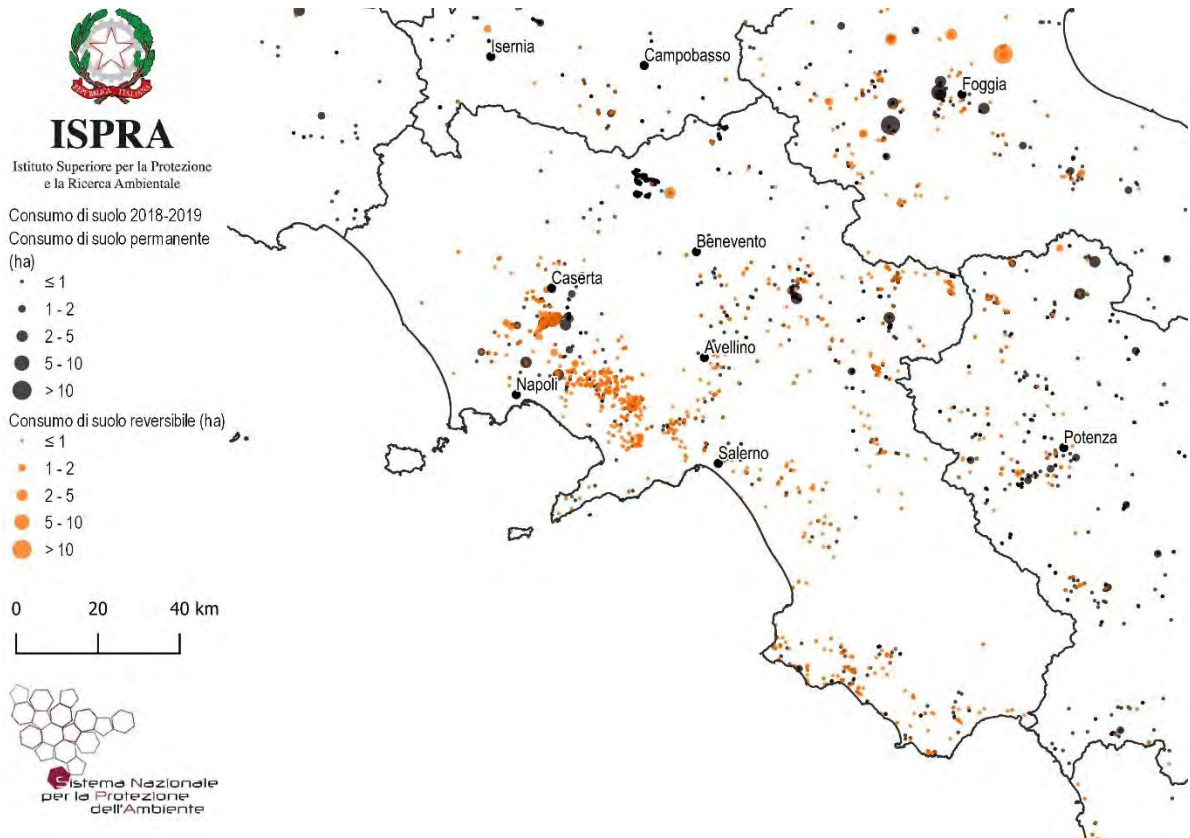 REPVBBLICA ITALIANA
ISPRA
Istituto Superiore per la Protezione
e la Ricerca Ambientale
Consumo di suolo 2018-2019
Consumo di suolo permanente
(ha)
≤ 1
1 - 2
2 - 5
5 - 10
> 10
Consumo di suolo reversibile (ha)
≤ 1
1 - 2
2 - 5
5 - 10
> 10
0 20 40 km
Sistema Nazionale
per la Protezione
dell'Ambiente
Isernia
Campobasso
Foggia
Benevento
Caserta
Avellino
Napoli
Salerno
Potenza